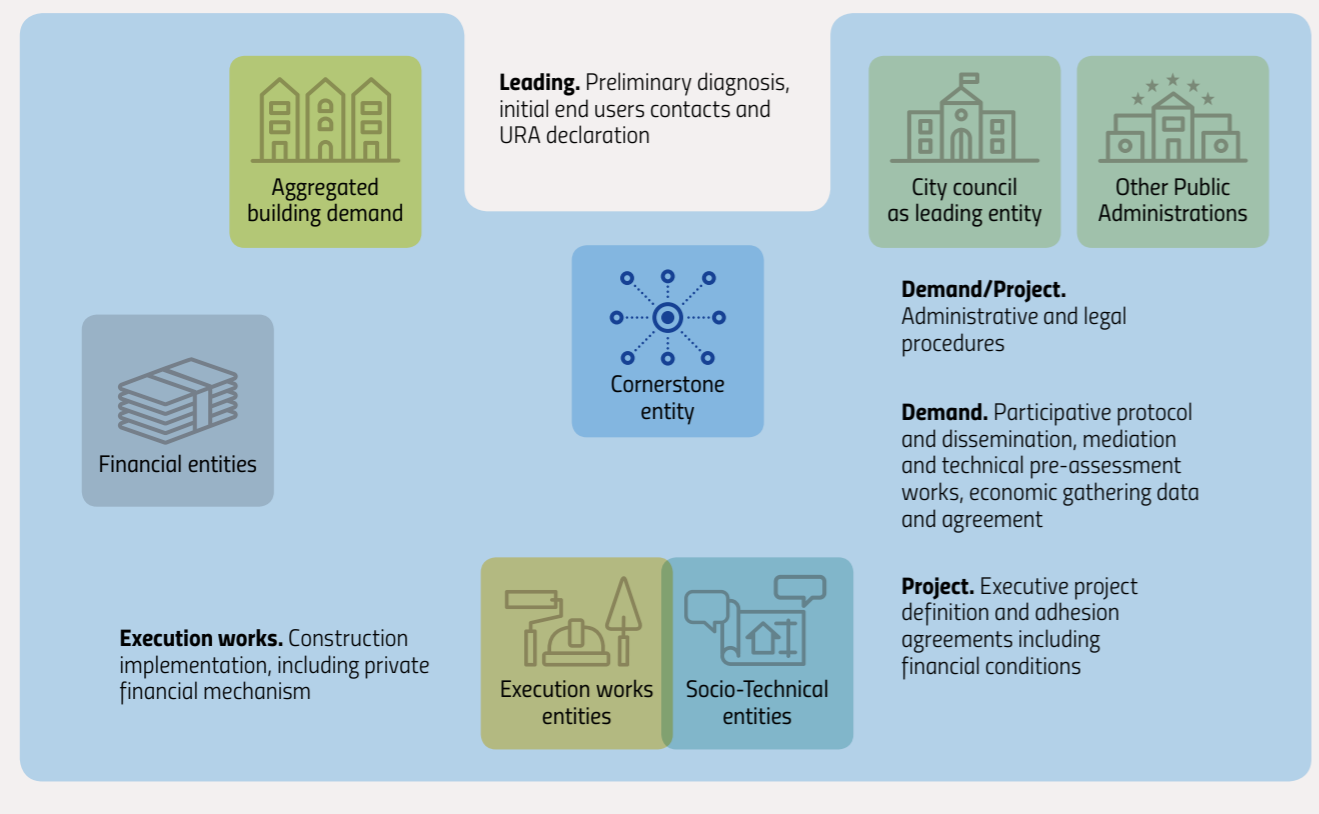 Leading. Preliminary diagnosis,
initial end users contacts and
URA declaration
Aggregated
building demand
City council
as leading entity
Other Public
Administrations
Cornerstone
entity
Financial entities
Demand/Project.
Administrative and legal
procedures
Demand. Participative protocol
and dissemination, mediation
and technical pre-assessment
works, economic gathering data
and agreement
Project. Executive project
definition and adhesion
agreements including
financial conditions
Execution works
entities
Socio-Technical
entities
Execution works. Construction
implementation, including private
financial mechanism